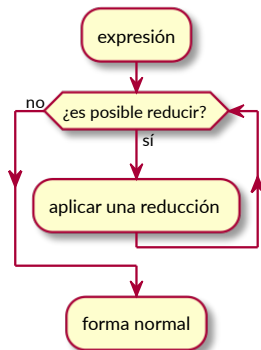 expresión
¿es posible reducir?
no
sí
aplicar una reducción
forma normal